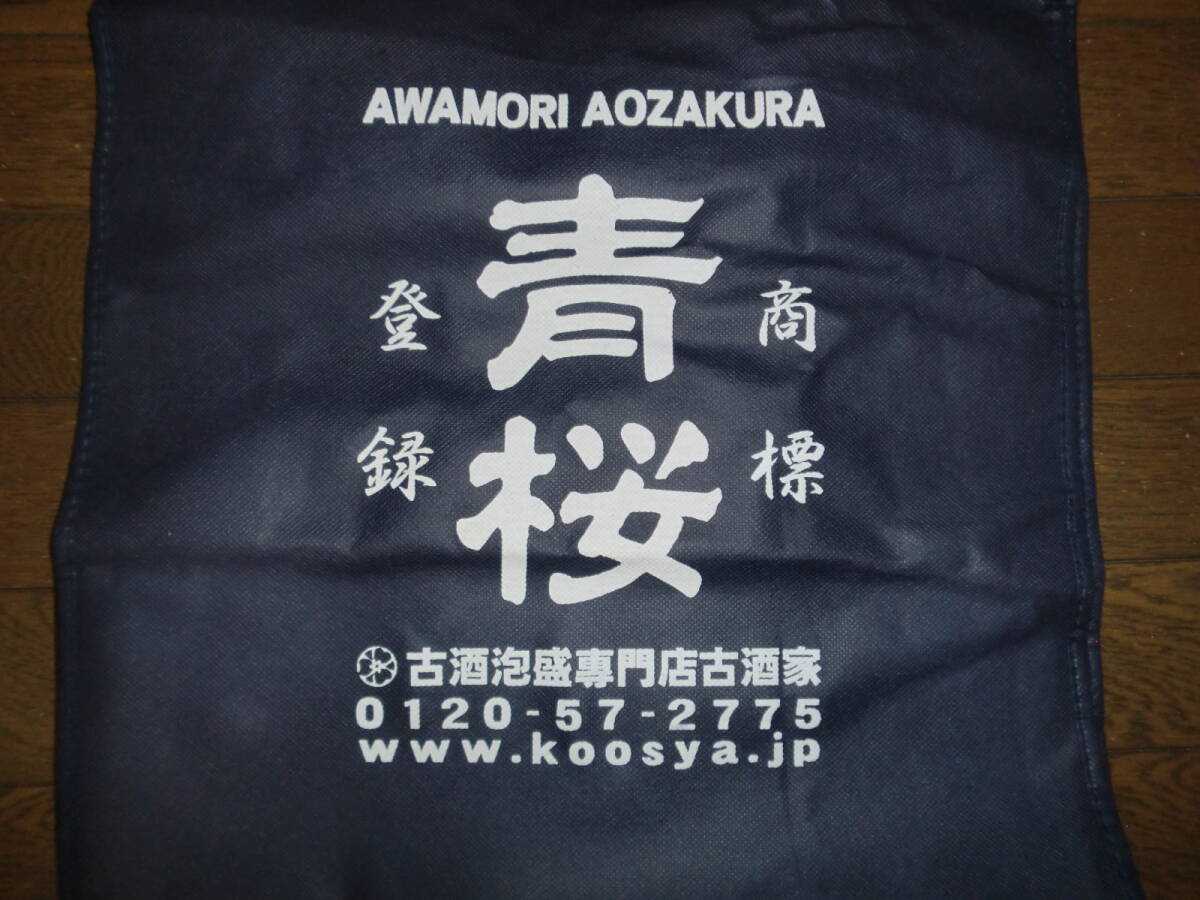 AWAMORI AOZAKURA
商標
青桜
登録
古酒泡盛専門店古酒家
0120-57-2775
www.koosya.jp